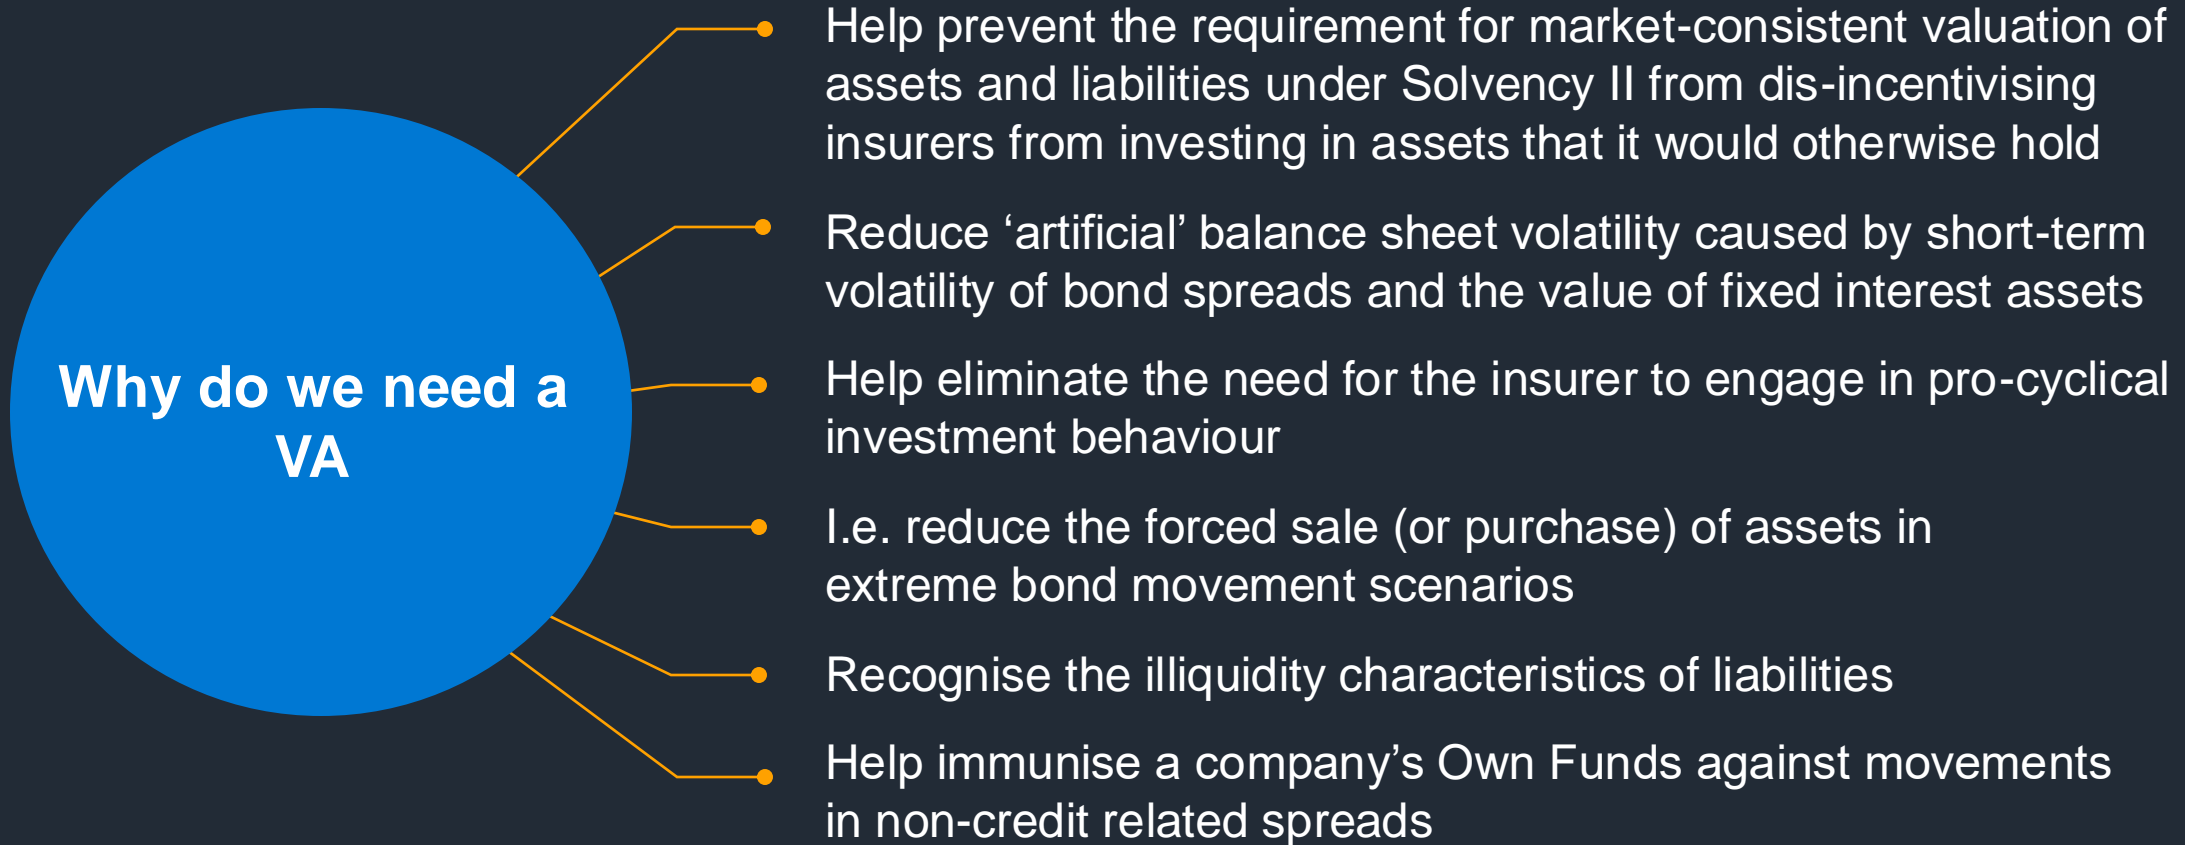 Why do we need a
VA
Help prevent the requirement for market-consistent valuation of
assets and liabilities under Solvency II from dis-incentivising
insurers from investing in assets that it would otherwise hold
Reduce ‘artificial’ balance sheet volatility caused by short-term
volatility of bond spreads and the value of fixed interest assets
Help eliminate the need for the insurer to engage in pro-cyclical
investment behaviour
I.e. reduce the forced sale (or purchase) of assets in
extreme bond movement scenarios
Recognise the illiquidity characteristics of liabilities
Help immunise a company’s Own Funds against movements
in non-credit related spreads